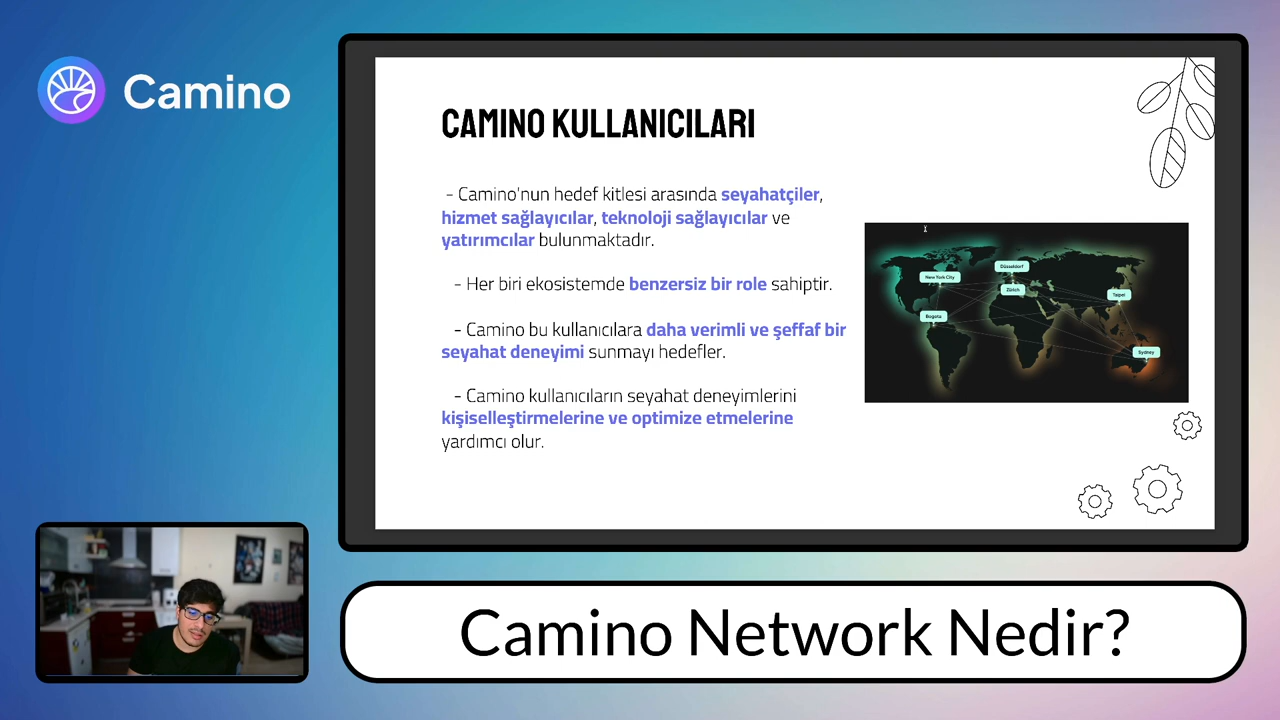 Camino
CAMINO KULLANICILARI
- Camino'nun hedef kitlesi arasında seyahatçiler,
hizmet sağlayıcılar, teknoloji sağlayıcılar ve
yatırımcılar bulunmaktadır.
- Her biri ekosistemde benzersiz bir role sahiptir.
- Camino bu kullanıcılara daha verimli ve şeffaf bir
seyahat deneyimi sunmayı hedefler.
- Camino kullanıcıların seyahat deneyimlerini
kişiselleştirmelerine ve optimize etmelerine
yardımcı olur.
New York City
Düsseldorf
Zürich
Taipei
Bogota
Sydney
Camino Network Nedir?